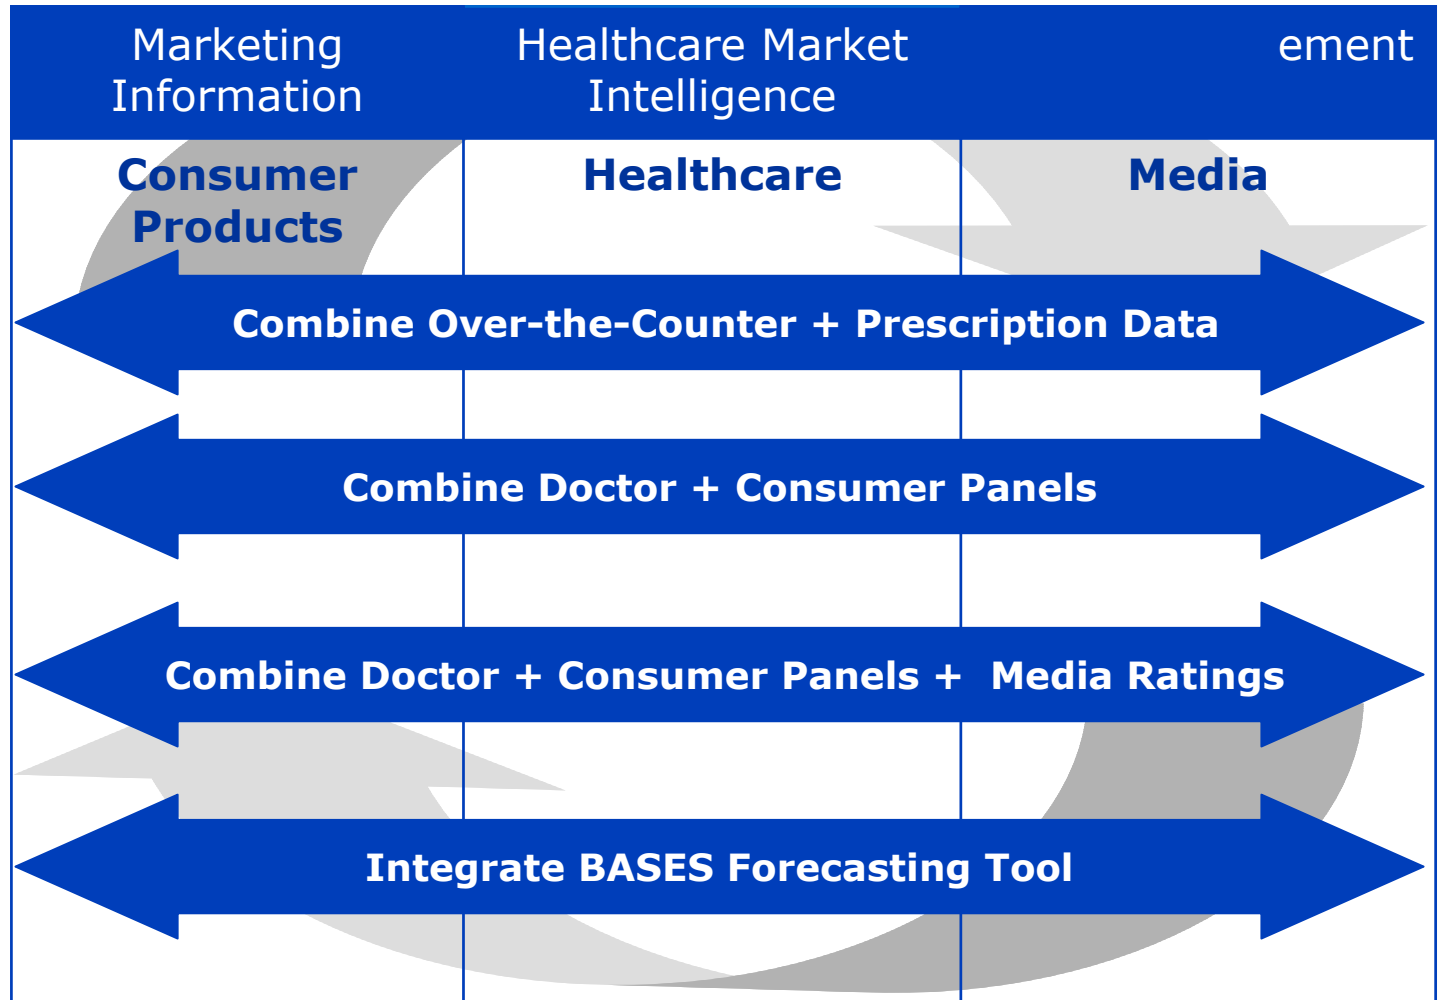 Marketing
Information
Healthcare Market
Intelligence
ement
Consumer
Products
Healthcare
Media
Combine Over-the-Counter + Prescription Data
Combine Doctor + Consumer Panels
Combine Doctor + Consumer Panels + Media Ratings
Integrate BASES Forecasting Tool